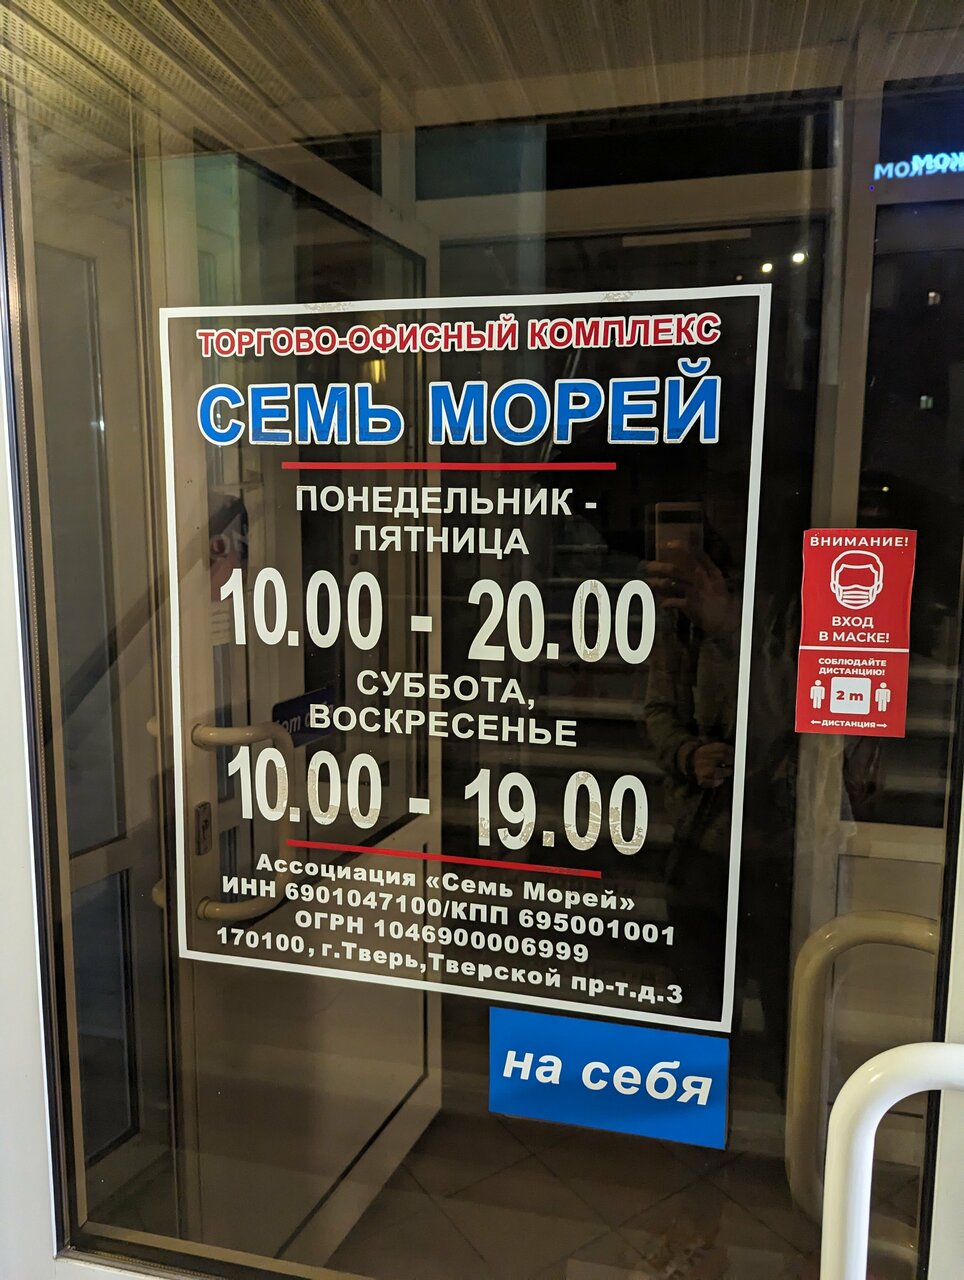 ТОРГОВО-ОФИСНЫЙ КОМПЛЕКС
СЕМЬ МОРЕЙ
ПОНЕДЕЛЬНИК -
ПЯТНИЦА
10.00 - 20.00
СУББОТА,
ВОСКРЕСЕНЬЕ
10.00 - 19.00
Ассоциация «Семь Морей»
ИНН 6901047100/КПП 695001001
ОГРН 1046900006999
170100, г.Тверь,Тверской пр-т.д.3
на себя
ВНИМАНИЕ!
ВХОД
В МАСКЕ!
СОБЛЮДАЙТЕ
ДИСТАНЦИЮ!
2 m
ДИСТАНЦИЯ